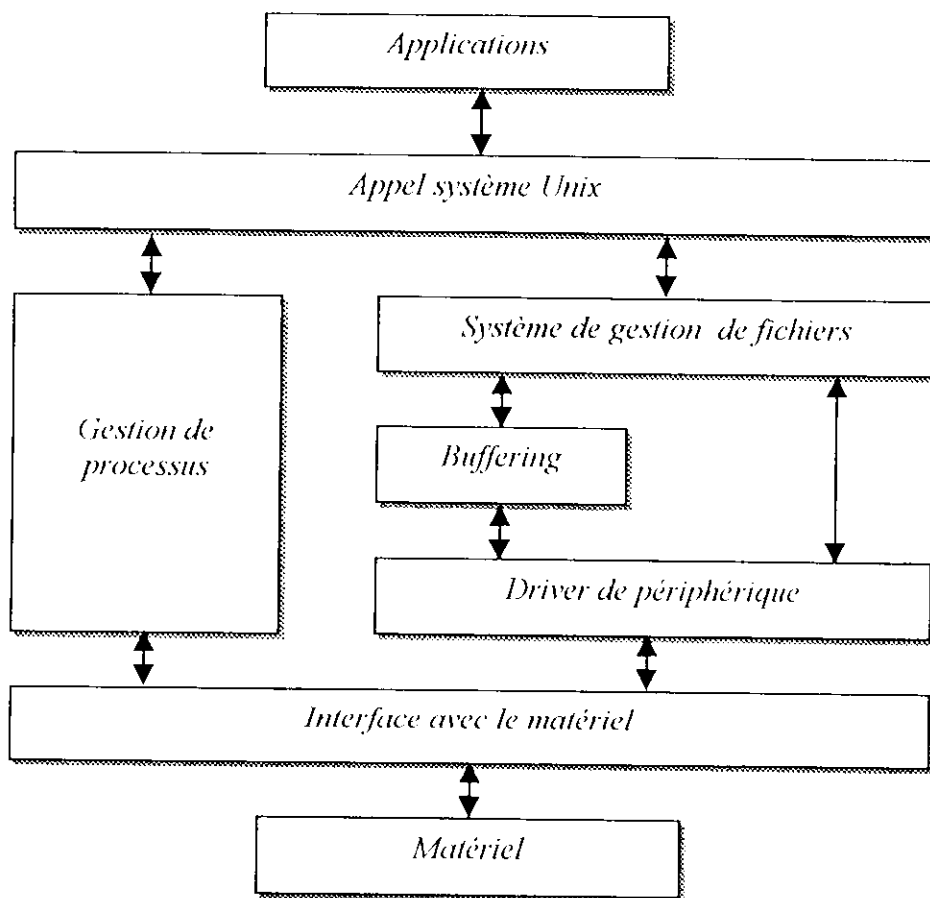 Applications
Appel système Unix
Système de gestion de fichiers
Gestion de
processus
Buffering
Driver de périphérique
Interface avec le matériel
Matériel